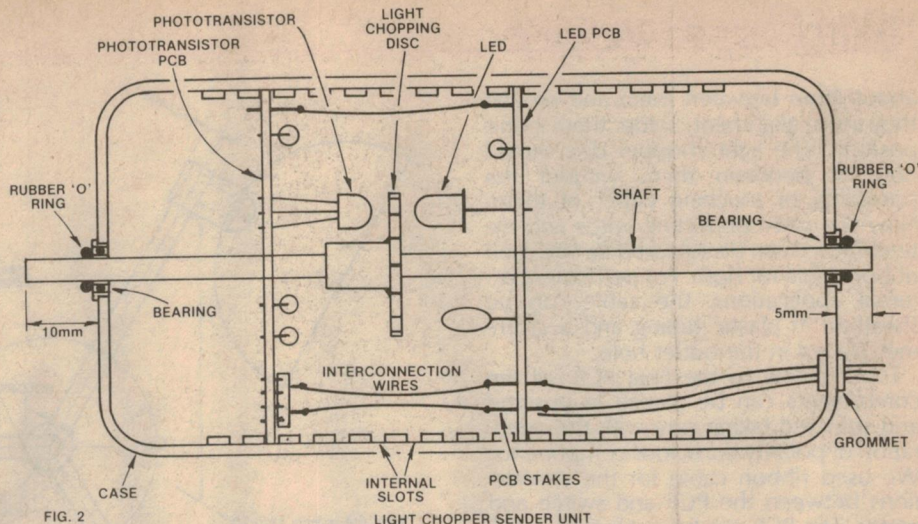 PHOTOTRANSISTOR
LIGHT
CHOPPING
DISC
PHOTOTRANSISTOR
PCB
LED
LED PCB
RUBBER 'O'
RING
SHAFT
BEARING
RUBBER 'O'
RING
BEARING
10mm
5mm
INTERCONNECTION
WIRES
GROMMET
CASE
INTERNAL
SLOTS
PCB STAKES
FIG. 2
LIGHT CHOPPER SENDER UNIT